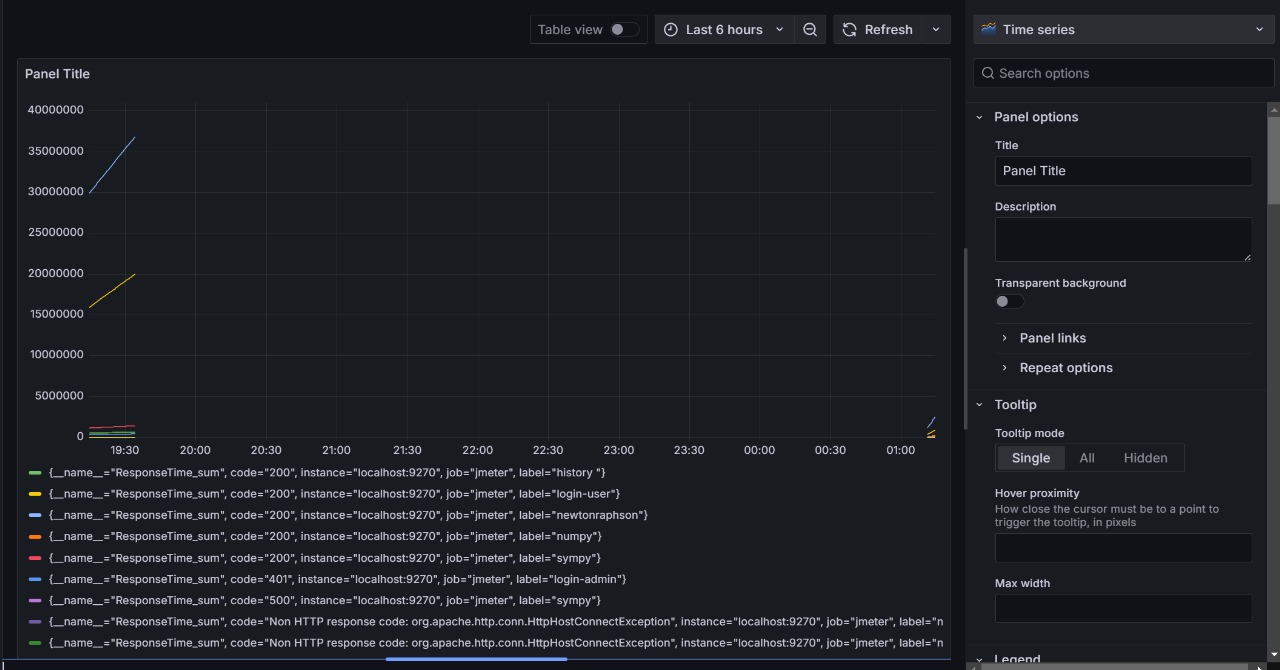 Table view
Last 6 hours
Refresh
Time series
Search options
Panel Title
40000000
35000000
30000000
25000000
20000000
15000000
10000000
5000000
0
19:30 20:00 20:30 21:00 21:30 22:00 22:30 23:00 23:30 00:00 00:30 01:00
{__name__="ResponseTime_sum", code="200", instance="localhost:9270", job="jmeter", label="history "}
{__name__="ResponseTime_sum", code="200", instance="localhost:9270", job="jmeter", label="login-user"}
{__name__="ResponseTime_sum", code="200", instance="localhost:9270", job="jmeter", label="newtonraphson"}
{__name__="ResponseTime_sum", code="200", instance="localhost:9270", job="jmeter", label="numpy"}
{__name__="ResponseTime_sum", code="200", instance="localhost:9270", job="jmeter", label="sympy"}
{__name__="ResponseTime_sum", code="401", instance="localhost:9270", job="jmeter", label="login-admin"}
{__name__="ResponseTime_sum", code="500", instance="localhost:9270", job="jmeter", label="sympy"}
{__name__="ResponseTime_sum", code="Non HTTP response code: org.apache.http.conn.HttpHostConnectException", instance="localhost:9270", job="jmeter", label="n
{__name__="ResponseTime_sum", code="Non HTTP response code: org.apache.http.conn.HttpHostConnectException", instance="localhost:9270", job="jmeter", label="n
Panel options
Title
Panel Title
Description
Transparent background
Panel links
Repeat options
Tooltip
Tooltip mode
Single All Hidden
Hover proximity
How close the cursor must be to a point to
trigger the tooltip, in pixels
Max width
Legend